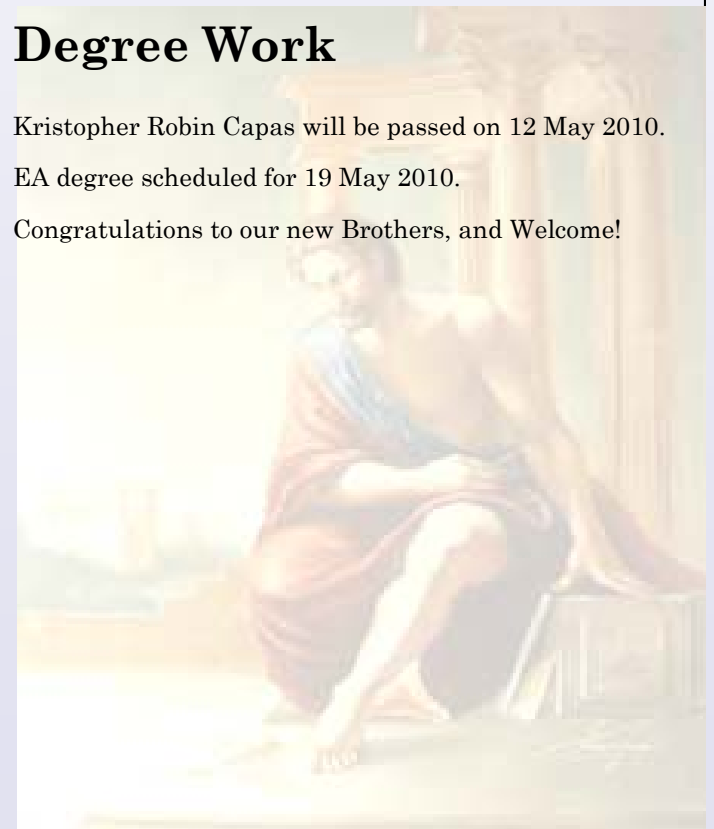 Degree Work
Kristopher Robin Capas will be passed on 12 May 2010.
EA degree scheduled for 19 May 2010.
Congratulations to our new Brothers, and Welcome!